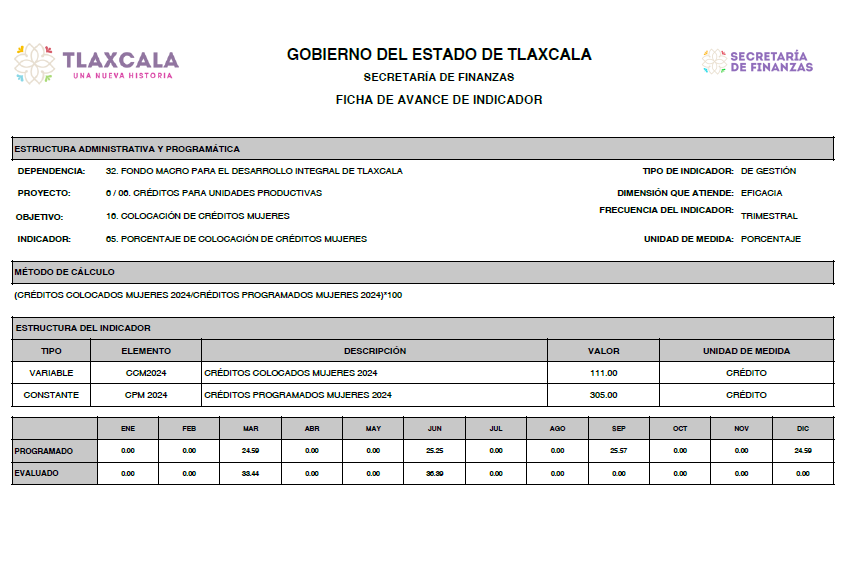 TLAXCALA
UNA NUEVA HISTORIA
GOBIERNO DEL ESTADO DE TLAXCALA
SECRETARÍA DE FINANZAS
FICHA DE AVANCE DE INDICADOR
SECRETARÍA
DE FINANZAS
ESTRUCTURA ADMINISTRATIVA Y PROGRAMÁTICA
DEPENDENCIA: 32. FONDO MACRO PARA EL DESARROLLO INTEGRAL DE TLAXCALA TIPO DE INDICADOR: DE GESTIÓN
PROYECTO: 6 / 06. CRÉDITOS PARA UNIDADES PRODUCTIVAS DIMENSIÓN QUE ATIENDE: EFICACIA
OBJETIVO: 16. COLOCACIÓN DE CRÉDITOS MUJERES FRECUENCIA DEL INDICADOR: TRIMESTRAL
INDICADOR: 65. PORCENTAJE DE COLOCACIÓN DE CRÉDITOS MUJERES UNIDAD DE MEDIDA: PORCENTAJE
MÉTODO DE CÁLCULO
(CRÉDITOS COLOCADOS MUJERES 2024/CRÉDITOS PROGRAMADOS MUJERES 2024)*100
ESTRUCTURA DEL INDICADOR
TIPO ELEMENTO DESCRIPCIÓN VALOR UNIDAD DE MEDIDA
VARIABLE CCM2024 CRÉDITOS COLOCADOS MUJERES 2024 111.00 CRÉDITO
CONSTANTE CPM 2024 CRÉDITOS PROGRAMADOS MUJERES 2024 305.00 CRÉDITO
ENE FEB MAR ABR MAY JUN JUL AGO SEP OCT NOV DIC
PROGRAMADO 0.00 0.00 24.59 0.00 0.00 25.25 0.00 0.00 25.57 0.00 0.00 24.59
EVALUADO 0.00 0.00 33.44 0.00 0.00 36.39 0.00 0.00 0.00 0.00 0.00 0.00